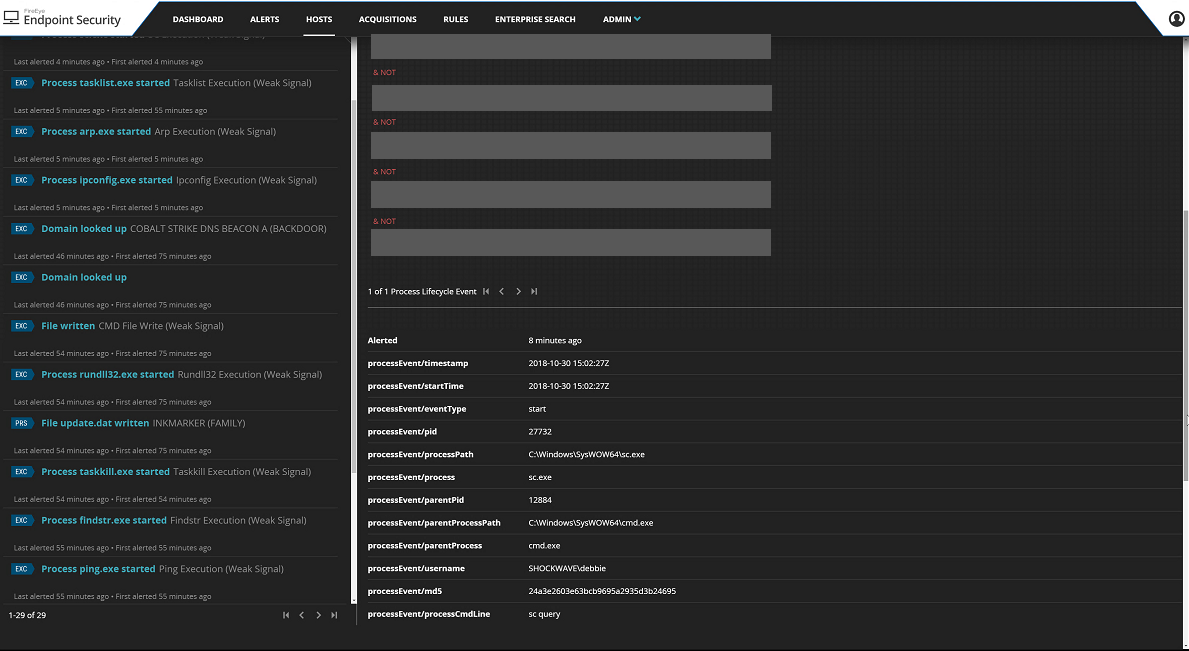 FireEye
Endpoint Security
DASHBOARD
ALERTS
HOSTS
ACQUISITIONS
RULES
ENTERPRISE SEARCH
ADMIN
Last alerted 4 minutes ago • First alerted 4 minutes ago
EXC Process tasklist.exe started Tasklist Execution (Weak Signal)
Last alerted 5 minutes ago • First alerted 55 minutes ago
EXC Process arp.exe started Arp Execution (Weak Signal)
Last alerted 5 minutes ago • First alerted 5 minutes ago
EXC Process ipconfig.exe started Ipconfig Execution (Weak Signal)
Last alerted 5 minutes ago • First alerted 5 minutes ago
EXC Domain looked up COBALT STRIKE DNS BEACON A (BACKDOOR)
Last alerted 46 minutes ago • First alerted 75 minutes ago
EXC Domain looked up
Last alerted 46 minutes ago • First alerted 75 minutes ago
EXC File written CMD File Write (Weak Signal)
Last alerted 54 minutes ago • First alerted 75 minutes ago
EXC Process rundll32.exe started Rundll32 Execution (Weak Signal)
Last alerted 54 minutes ago • First alerted 75 minutes ago
PRS File update.dat written INKMARKER (FAMILY)
Last alerted 54 minutes ago • First alerted 75 minutes ago
EXC Process taskkill.exe started Taskkill Execution (Weak Signal)
Last alerted 54 minutes ago • First alerted 54 minutes ago
EXC Process findstr.exe started Findstr Execution (Weak Signal)
Last alerted 55 minutes ago • First alerted 55 minutes ago
EXC Process ping.exe started Ping Execution (Weak Signal)
Last alerted 55 minutes ago • First alerted 55 minutes ago
1-29 of 29
& NOT
& NOT
& NOT
& NOT
1 of 1 Process Lifecycle Event
Alerted 8 minutes ago
processEvent/timestamp 2018-10-30 15:02:27Z
processEvent/startTime 2018-10-30 15:02:27Z
processEvent/eventType start
processEvent/pid 27732
processEvent/processPath C:\Windows\SysWOW64\sc.exe
processEvent/process sc.exe
processEvent/parentPid 12884
processEvent/parentProcessPath C:\Windows\SysWOW64\cmd.exe
processEvent/parentProcess cmd.exe
processEvent/username SHOCKWAVE\debbie
processEvent/md5 24a3e2603e63bcb9695a2935d3b24695
processEvent/processCmdLine sc query